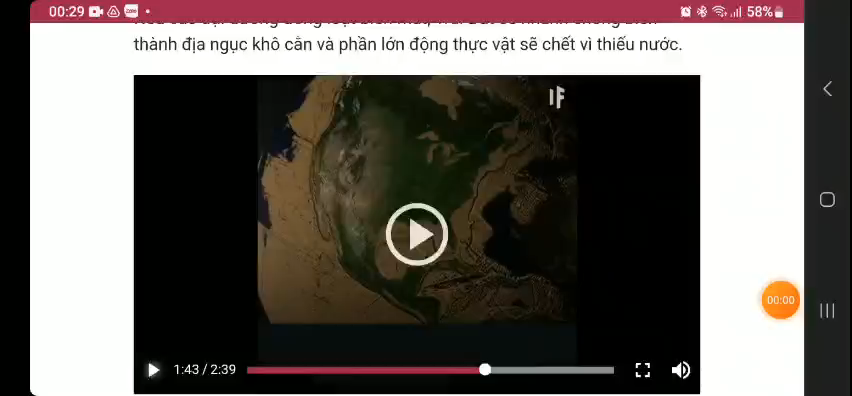 00:29
58%
thành địa ngục khô cằn và phần lớn động thực vật sẽ chết vì thiếu nước.
IF
00:00
1:43 / 2:39